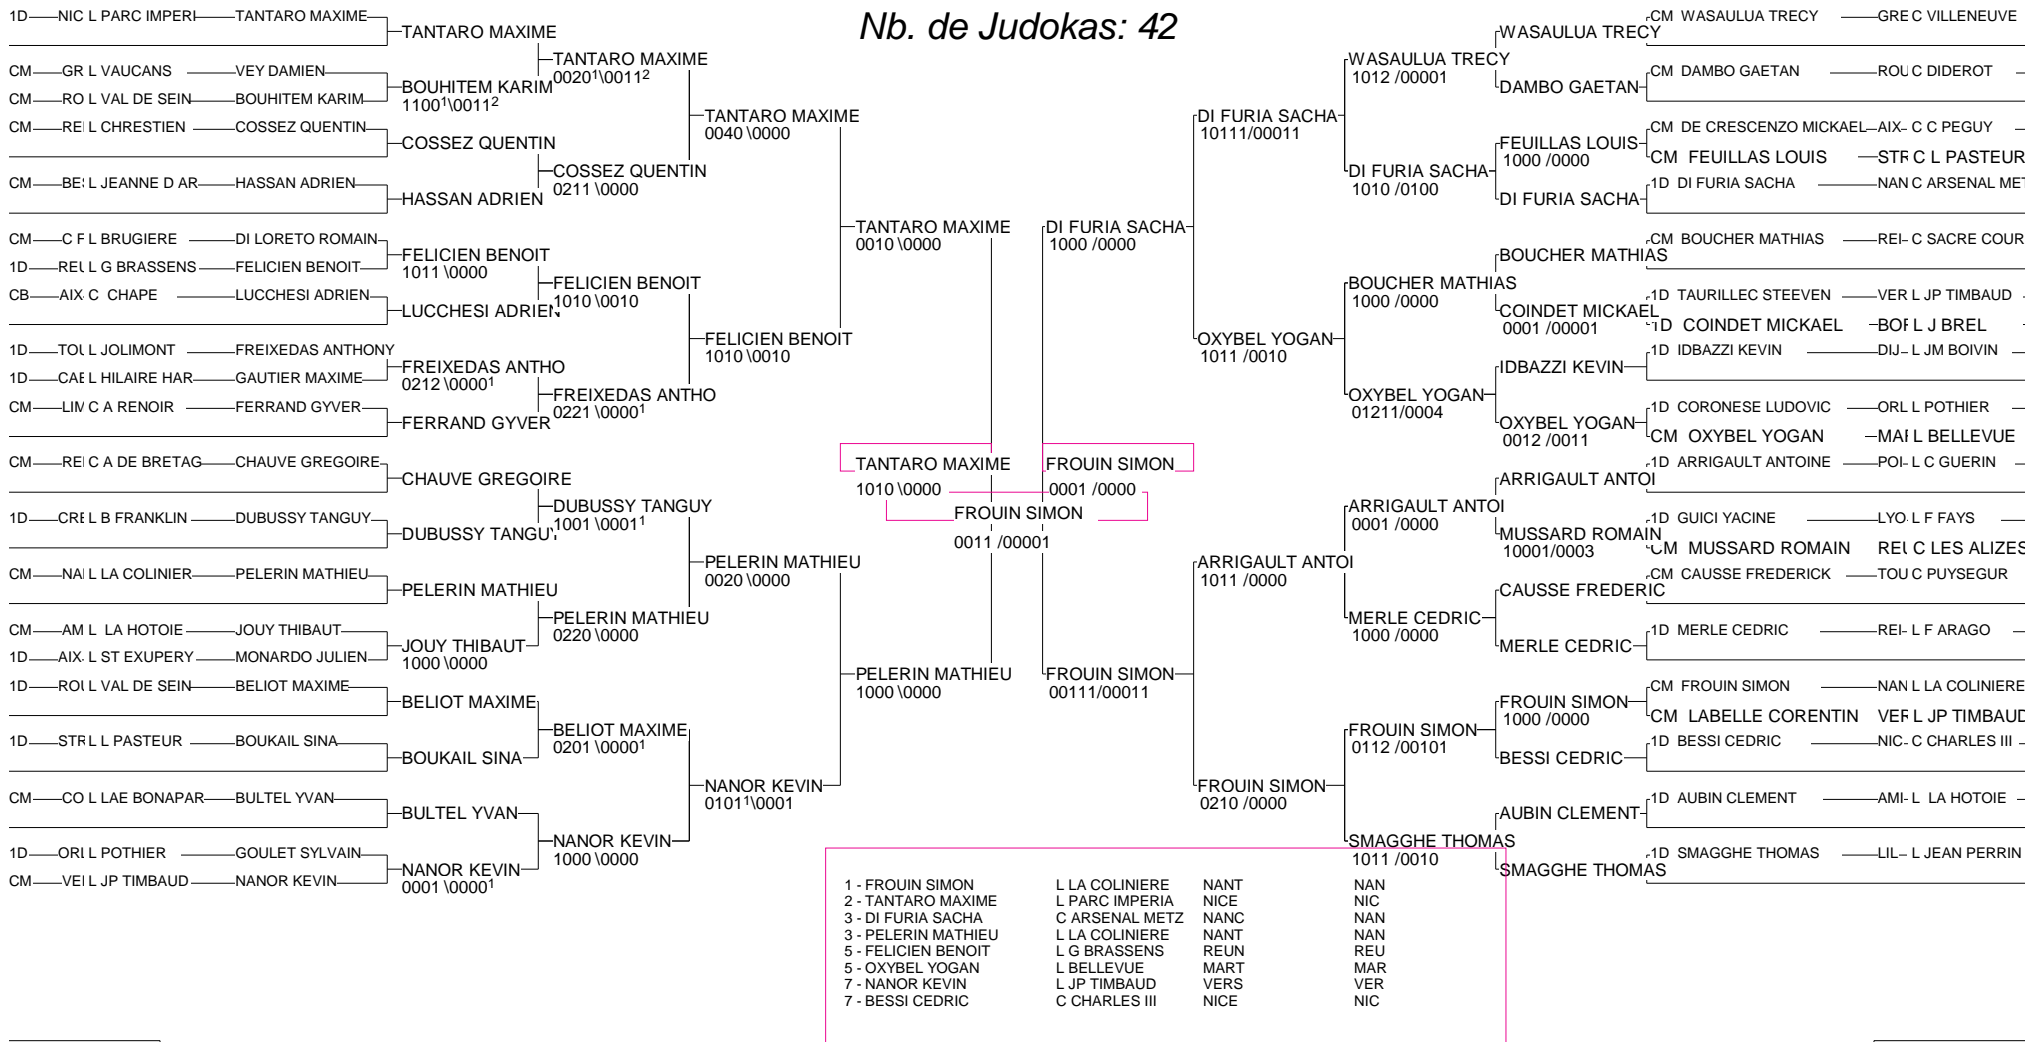 Nb. de Judokas: 42
1D NIC L PARC IMPERI TANTARO MAXIME
CM GR L VAUCANS VEY DAMIEN
CM RO L VAL DE SEIN BOUHITEM KARIM
CM RE L CHRESTIEN COSSEZ QUENTIN
CM BE L JEANNE D AR HASSAN ADRIEN
CM C F L BRUGIERE DI LORETO ROMAIN
1D REU L G BRASSENS FELICIEN BENOIT
CB AIX C CHAPE LUCCHESI ADRIEN
1D TOU L JOLIMONT FREIXEDAS ANTHONY
1D CAE L HILAIRE HAR GAUTIER MAXIME
CM LIM C A RENOIR FERRAND GYVER
CM REI C A DE BRETAG CHAUVE GREGOIRE
1D CRE L B FRANKLIN DUBUSSY TANGUY
CM NA L LA COLINIER PELERIN MATHIEU
CM AM L LA HOTOIE JOUY THIBAUT
1D AIX L ST EXUPERY MONARDO JULIEN
1D ROU L VAL DE SEIN BELIOT MAXIME
1D STR L L PASTEUR BOUKAIL SINA
CM CO L LAE BONAPAR BULTEL YVAN
1D ORL L POTHIER GOULET SYLVAIN
CM VE L JP TIMBAUD NANOR KEVIN
TANTARO MAXIME
BOUHITEM KARIM
1100¹\0011²
COSSEZ QUENTIN
HASSAN ADRIEN
FELICIEN BENOIT
1011 \0000
LUCCHESI ADRIEN
FREIXEDAS ANTHO
0212 \0000¹
FERRAND GYVER
CHAUVE GREGOIRE
DUBUSSY TANGUY
PELERIN MATHIEU
JOUY THIBAUT
1000 \0000
BELIOT MAXIME
BOUKAIL SINA
BULTEL YVAN
NANOR KEVIN
0001 \0000¹
TANTARO MAXIME
0020¹\0011²
COSSEZ QUENTIN
0211 \0000
FELICIEN BENOIT
1010 \0010
FREIXEDAS ANTHO
0221 \0000¹
DUBUSSY TANGUY
1001 \0001¹
PELERIN MATHIEU
0220 \0000
BELIOT MAXIME
0201 \0000¹
NANOR KEVIN
1000 \0000
TANTARO MAXIME
0040 \0000
FELICIEN BENOIT
1010 \0010
PELERIN MATHIEU
0020 \0000
NANOR KEVIN
0101¹\0001
TANTARO MAXIME
0010 \0000
PELERIN MATHIEU
1000 \0000
TANTARO MAXIME
1010 \0000
FROUIN SIMON
0001 /0000
FROUIN SIMON
0011 /00001
DI FURIA SACHA
1000 /0000
FROUIN SIMON
00111/00011
DI FURIA SACHA
10111/00011
OXYBEL YOGAN
1011 /0010
ARRIGAULT ANTOI
1011 /0000
FROUIN SIMON
0210 /0000
WASAULUA TRECY
1012 /00001
DI FURIA SACHA
1010 /0100
BOUCHER MATHIAS
1000 /0000
OXYBEL YOGAN
01211/0004
ARRIGAULT ANTOI
0001 /0000
MERLE CEDRIC
1000 /0000
FROUIN SIMON
0112 /00101
SMAGGHE THOMAS
1011 /0010
WASAULUA TRECY
DAMBO GAETAN
FEUILLAS LOUIS
1000 /0000
DI FURIA SACHA
BOUCHER MATHIAS
COINDET MICKAEL
0001 /00001
IDBAZZI KEVIN
OXYBEL YOGAN
0012 /0011
ARRIGAULT ANTOI
MUSSARD ROMAIN
10001/0003
CAUSSE FREDERIC
MERLE CEDRIC
FROUIN SIMON
1000 /0000
BESSI CEDRIC
AUBIN CLEMENT
SMAGGHE THOMAS
CM WASAULUA TRECY GRE C VILLENEUVE
CM DAMBO GAETAN ROU C DIDEROT
CM DE CRESCENZO MICKAEL AIX- C C PEGUY
CM FEUILLAS LOUIS STR C L PASTEUR
1D DI FURIA SACHA NAN C ARSENAL MET
CM BOUCHER MATHIAS REI- C SACRE COUR
1D TAURILLEC STEEVEN VER L JP TIMBAUD
1D COINDET MICKAEL BOR L J BREL
1D IDBAZZI KEVIN DIJ- L JM BOIVIN
1D CORONESE LUDOVIC ORL L POTHIER
CM OXYBEL YOGAN MAR L BELLEVUE
1D ARRIGAULT ANTOINE POI- L C GUERIN
1D GUICI YACINE LYO L F FAYS
CM MUSSARD ROMAIN REU C LES ALIZES
CM CAUSSE FREDERICK TOU C PUYSEGUR
1D MERLE CEDRIC REI- L F ARAGO
CM FROUIN SIMON NAN L LA COLINIERE
CM LABELLE CORENTIN VER L JP TIMBAUD
1D BESSI CEDRIC NIC- C CHARLES III
1D AUBIN CLEMENT AMI- L LA HOTOIE
1D SMAGGHE THOMAS LIL- L JEAN PERRIN
1 - FROUIN SIMON L LA COLINIERE NANT NAN
2 - TANTARO MAXIME L PARC IMPERIA NICE NIC
3 - DI FURIA SACHA C ARSENAL METZ NANC NAN
3 - PELERIN MATHIEU L LA COLINIERE NANT NAN
5 - FELICIEN BENOIT L G BRASSENS REUN REU
5 - OXYBEL YOGAN L BELLEVUE MART MAR
7 - NANOR KEVIN L JP TIMBAUD VERS VER
7 - BESSI CEDRIC C CHARLES III NICE NIC